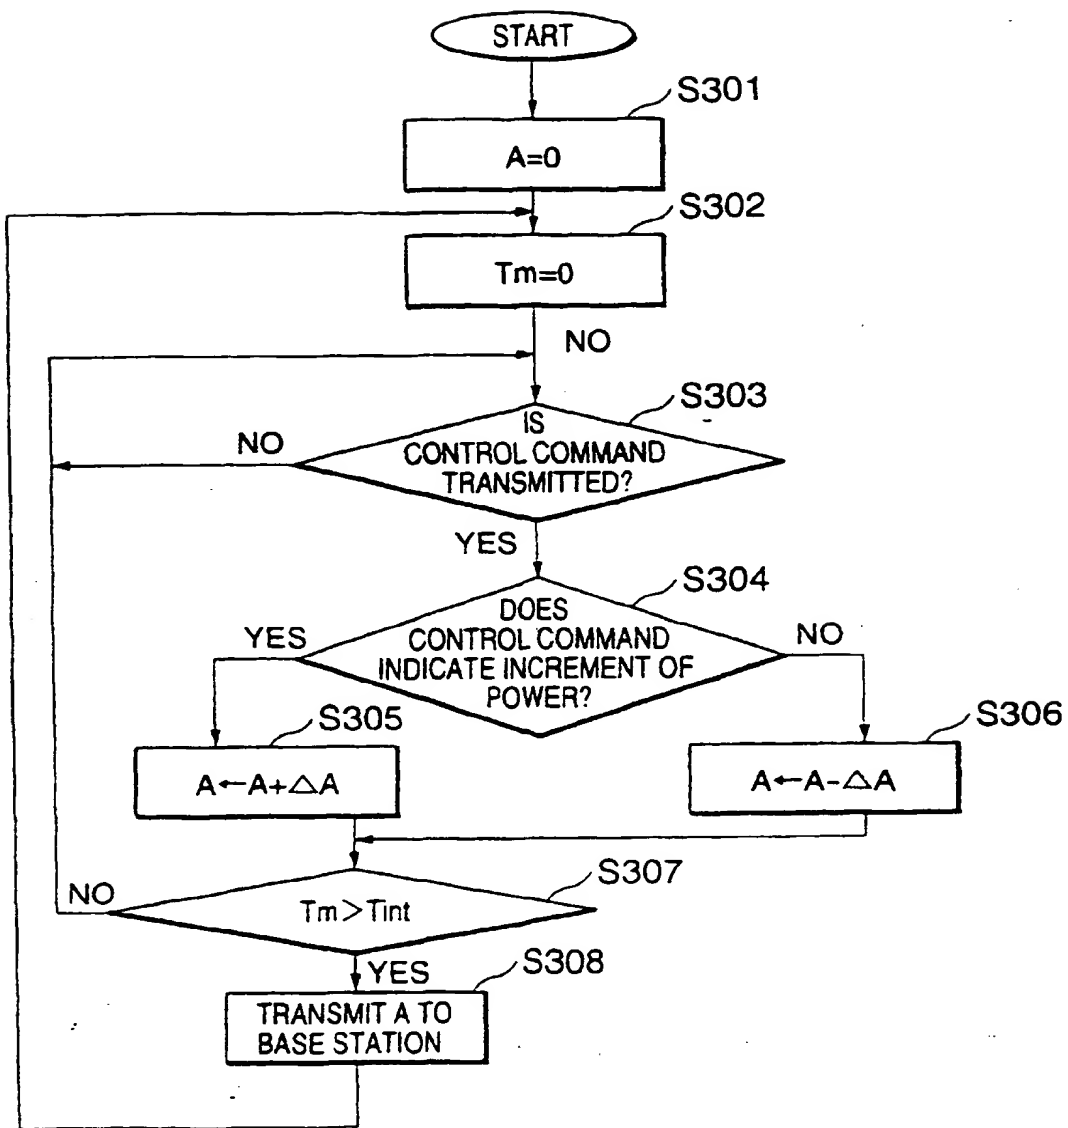 START
S301
A=0
S302
Tm=0
NO
S303
IS
CONTROL COMMAND
TRANSMITTED?
NO
YES
S304
DOES
CONTROL COMMAND
INDICATE INCREMENT OF
POWER?
YES
NO
S305
A←A+△A
S306
A←A-△A
S307
Tm>Tint
NO
YES
S308
TRANSMIT A TO
BASE STATION